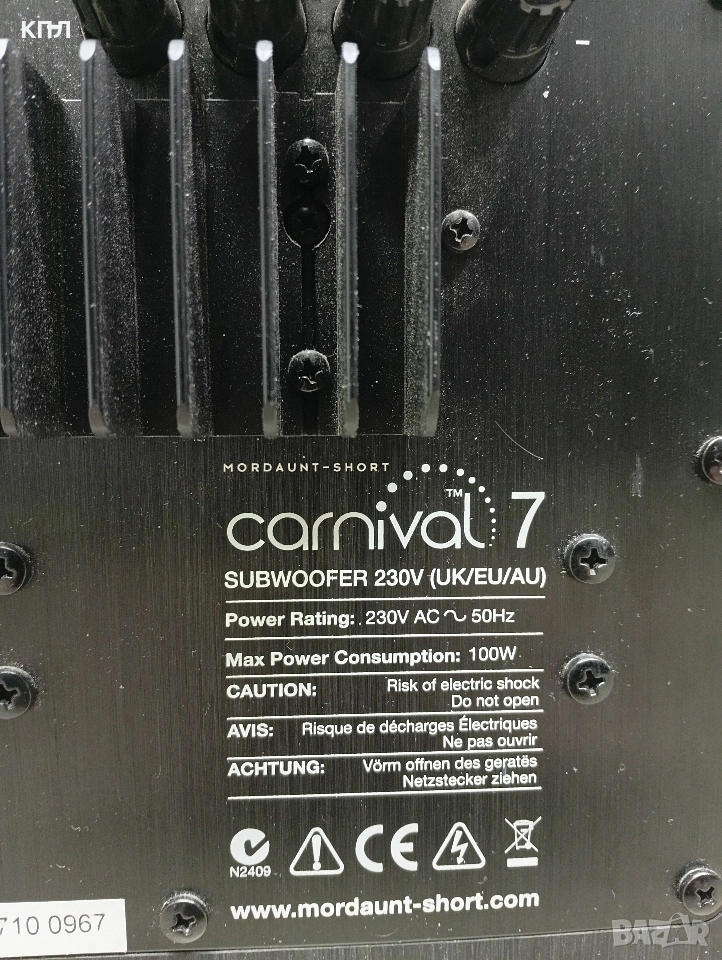 КПЛ
MORDAUNT-SHORT
carnival™ 7
SUBWOOFER 230V (UK/EU/AU)
Power Rating: 230V AC ~ 50Hz
Max Power Consumption: 100W
CAUTION: Risk of electric shock
Do not open
AVIS: Risque de décharges Électriques
Ne pas ouvrir
ACHTUNG: Vörm offnen des geratës
Netzstecker ziehen
N2409
CE
www.mordaunt-short.com
710 0967
BAZAR